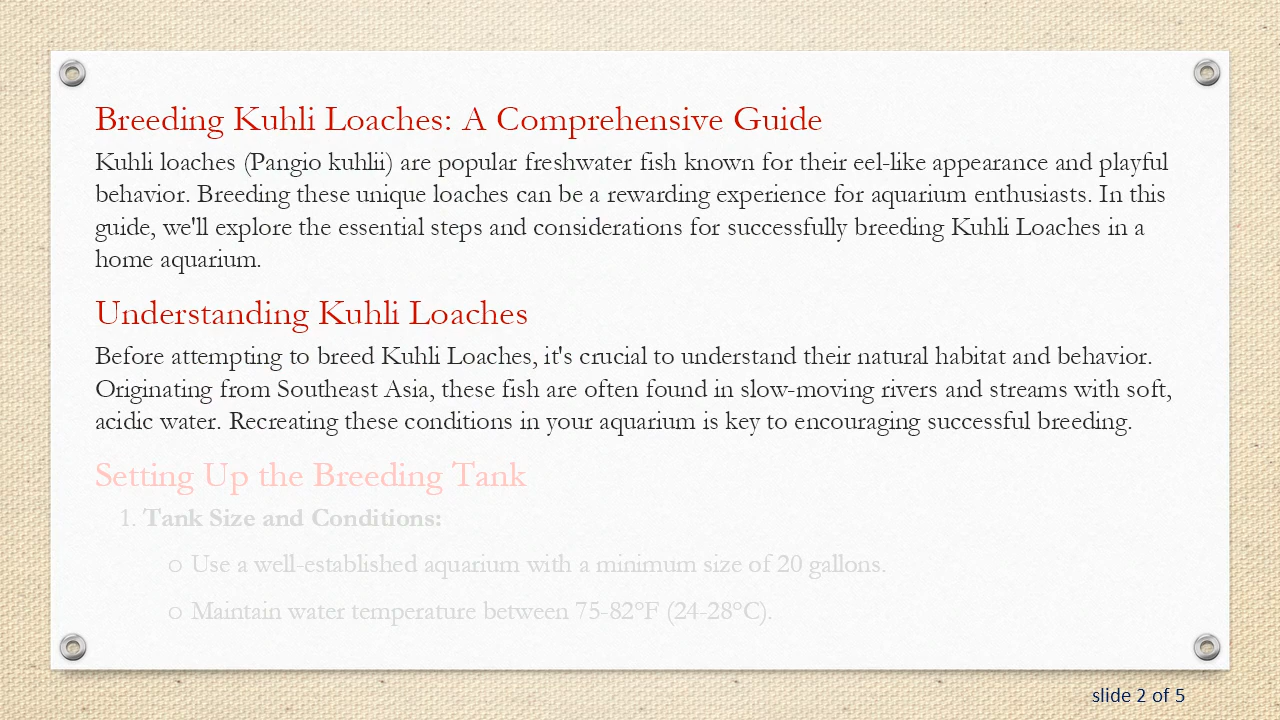 Breeding Kuhli Loaches: A Comprehensive Guide
Kuhli loaches (Pangio kuhlii) are popular freshwater fish known for their eel-like appearance and playful
behavior. Breeding these unique loaches can be a rewarding experience for aquarium enthusiasts. In this
guide, we'll explore the essential steps and considerations for successfully breeding Kuhli Loaches in a
home aquarium.
Understanding Kuhli Loaches
Before attempting to breed Kuhli Loaches, it's crucial to understand their natural habitat and behavior.
Originating from Southeast Asia, these fish are often found in slow-moving rivers and streams with soft,
acidic water. Recreating these conditions in your aquarium is key to encouraging successful breeding.
Setting Up the Breeding Tank
1. Tank Size and Conditions:
o Use a well-established aquarium with a minimum size of 20 gallons.
o Maintain water temperature between 75-82°F (24-28°C).
slide 2 of 5